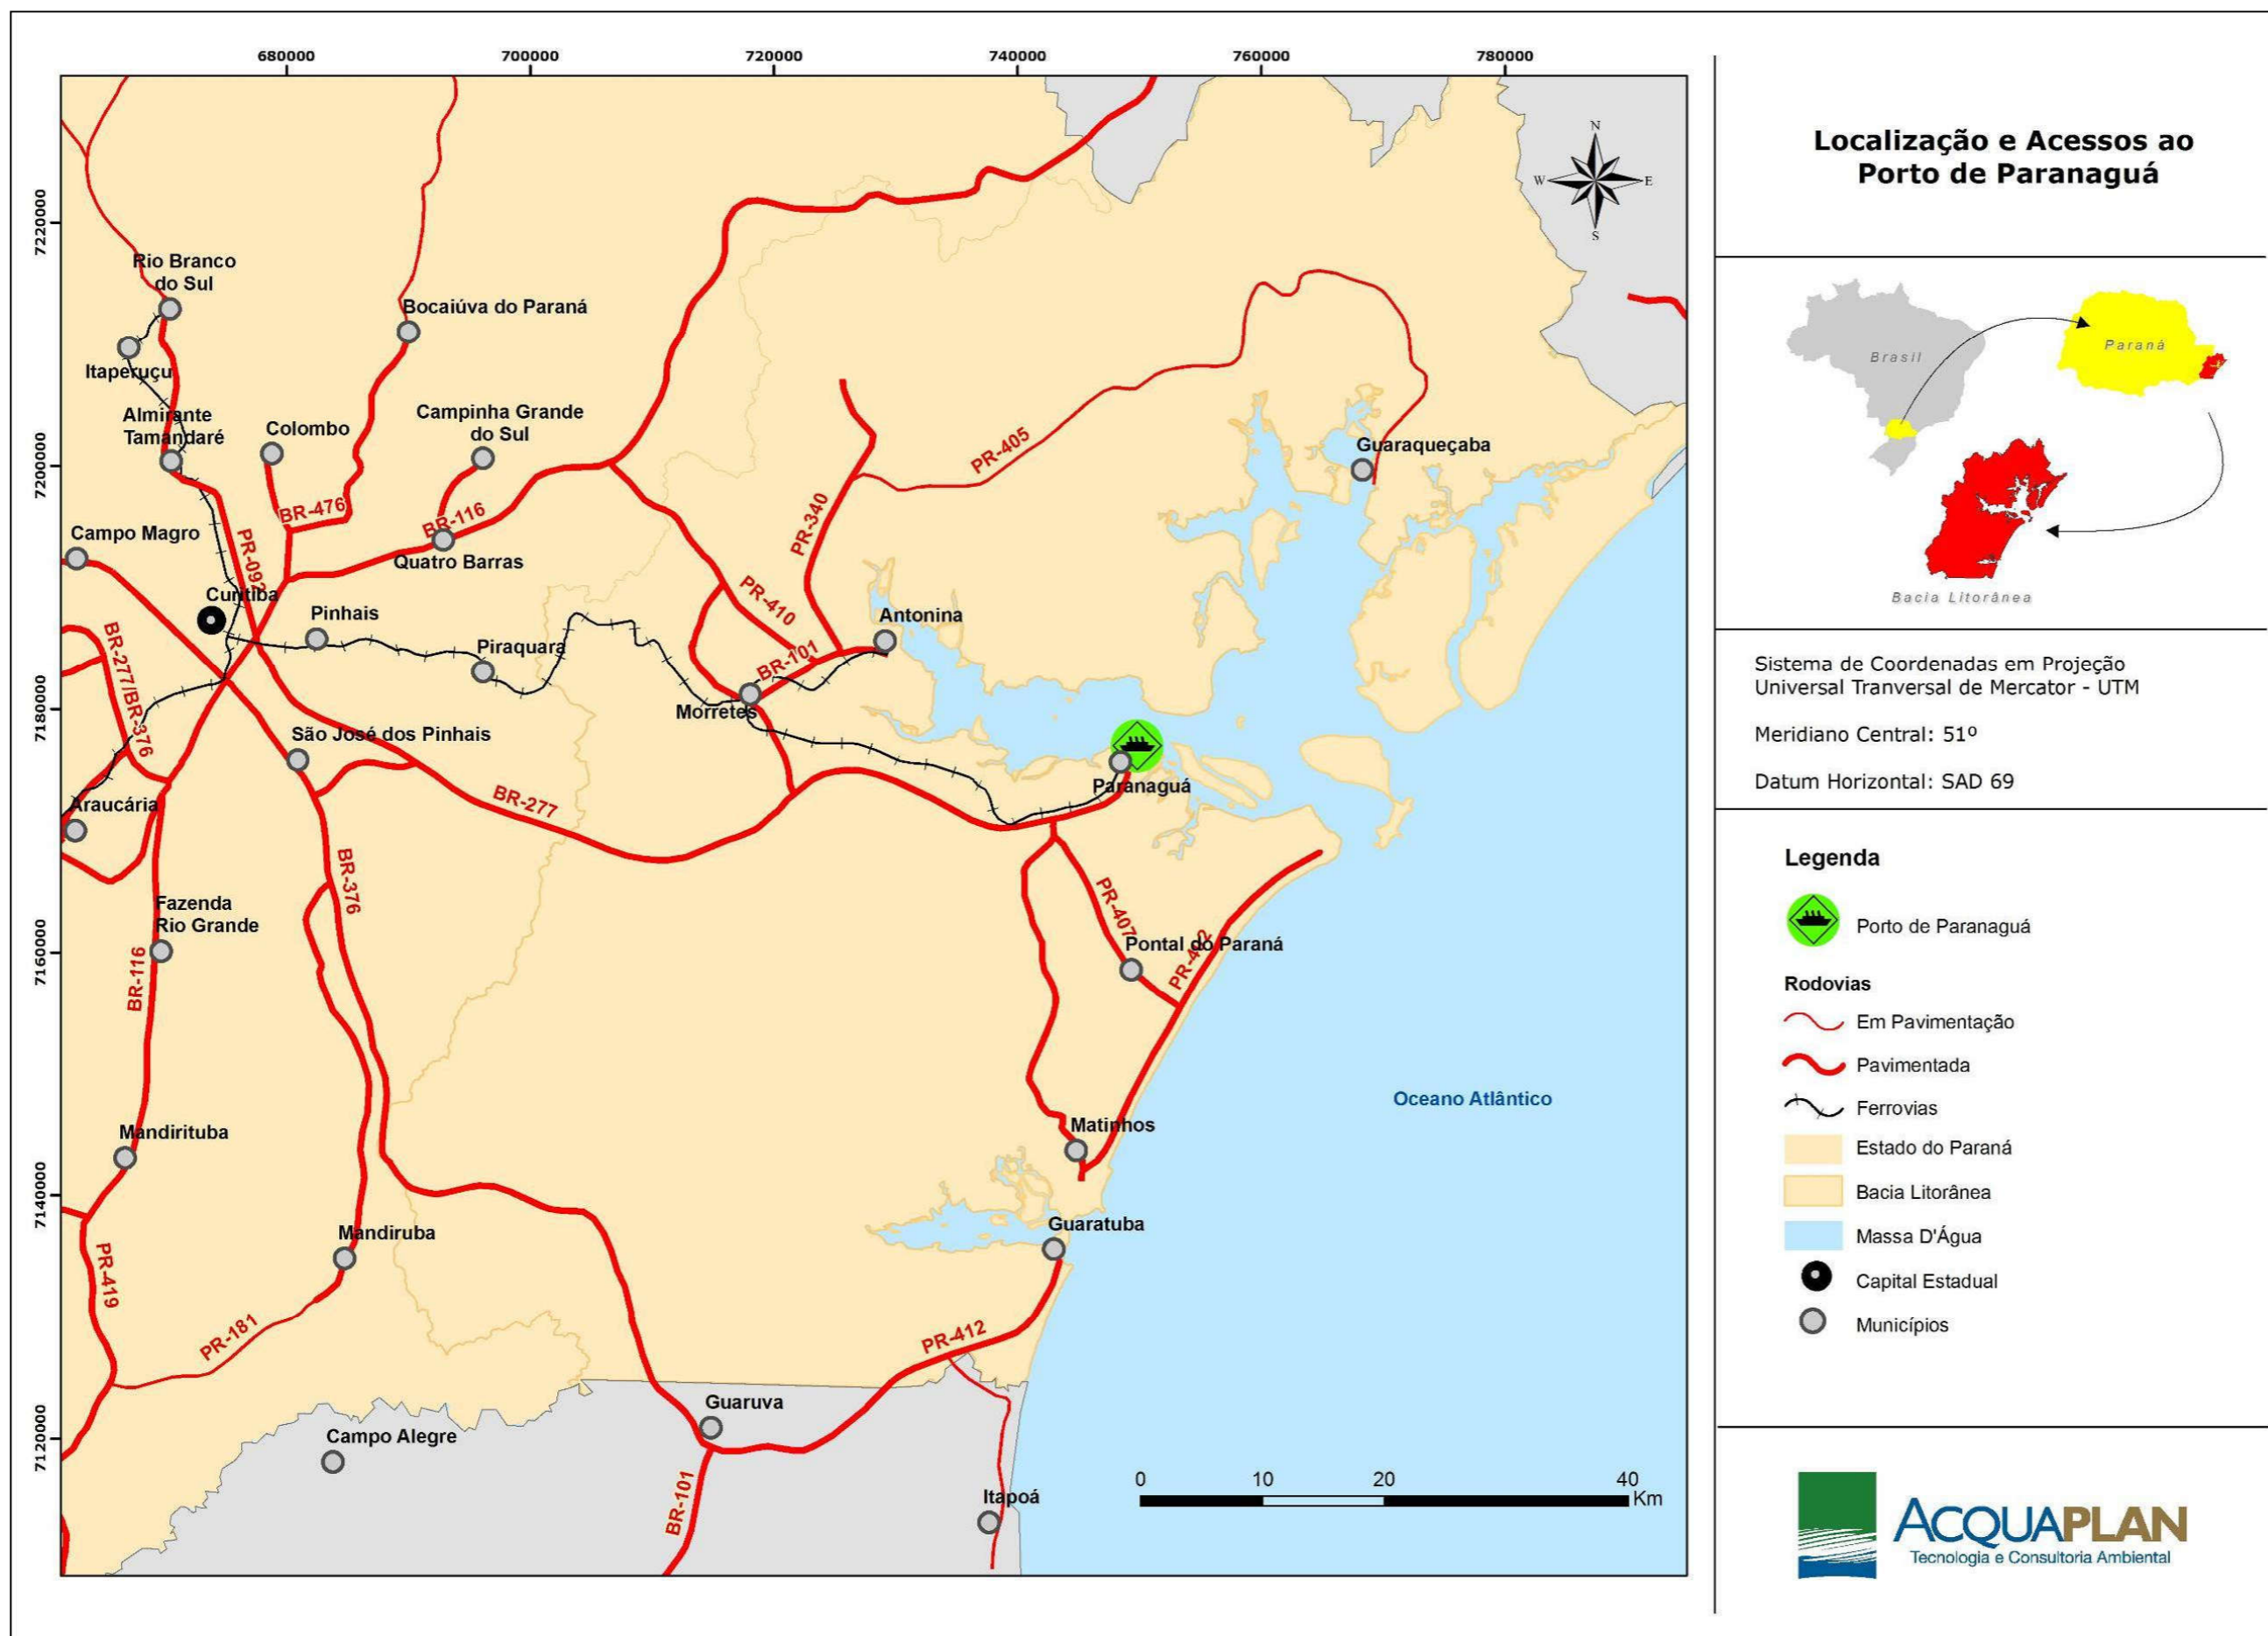 680000
700000
720000
740000
760000
780000
7220000
7200000
7180000
7160000
7140000
7120000
N
W
E
S
Rio Branco
do Sul
Bocaiúva do Paraná
Itaperuçu
Almirante
Tamandaré
Colombo
Campinha Grande
do Sul
PR-405
Guaraqueçaba
BR-476
BR-116
PR-340
Campo Magro
PR-092
Quatro Barras
Curitiba
Pinhais
PR-410
Antonina
BR-277/BR-376
Piraquara
BR-101
Morretes
São José dos Pinhais
Paranaguá
Araucária
BR-277
BR-376
PR-407
Fazenda
Rio Grande
Pontal do Paraná
PR-412
BR-116
Oceano Atlântico
Matinhos
Mandirituba
Guaratuba
Mandiruba
PR-419
PR-181
PR-412
Guaruva
Campo Alegre
BR-101
Itapoá
0
10
20
40
Km
Localização e Acessos ao
Porto de Paranaguá
Brasil
Paraná
Bacia Litorânea
Sistema de Coordenadas em Projeção
Universal Tranversal de Mercator - UTM
Meridiano Central: 51º
Datum Horizontal: SAD 69
Legenda
Porto de Paranaguá
Rodovias
Em Pavimentação
Pavimentada
Ferrovias
Estado do Paraná
Bacia Litorânea
Massa D'Água
Capital Estadual
Municípios
ACQUAPLAN
Tecnologia e Consultoria Ambiental